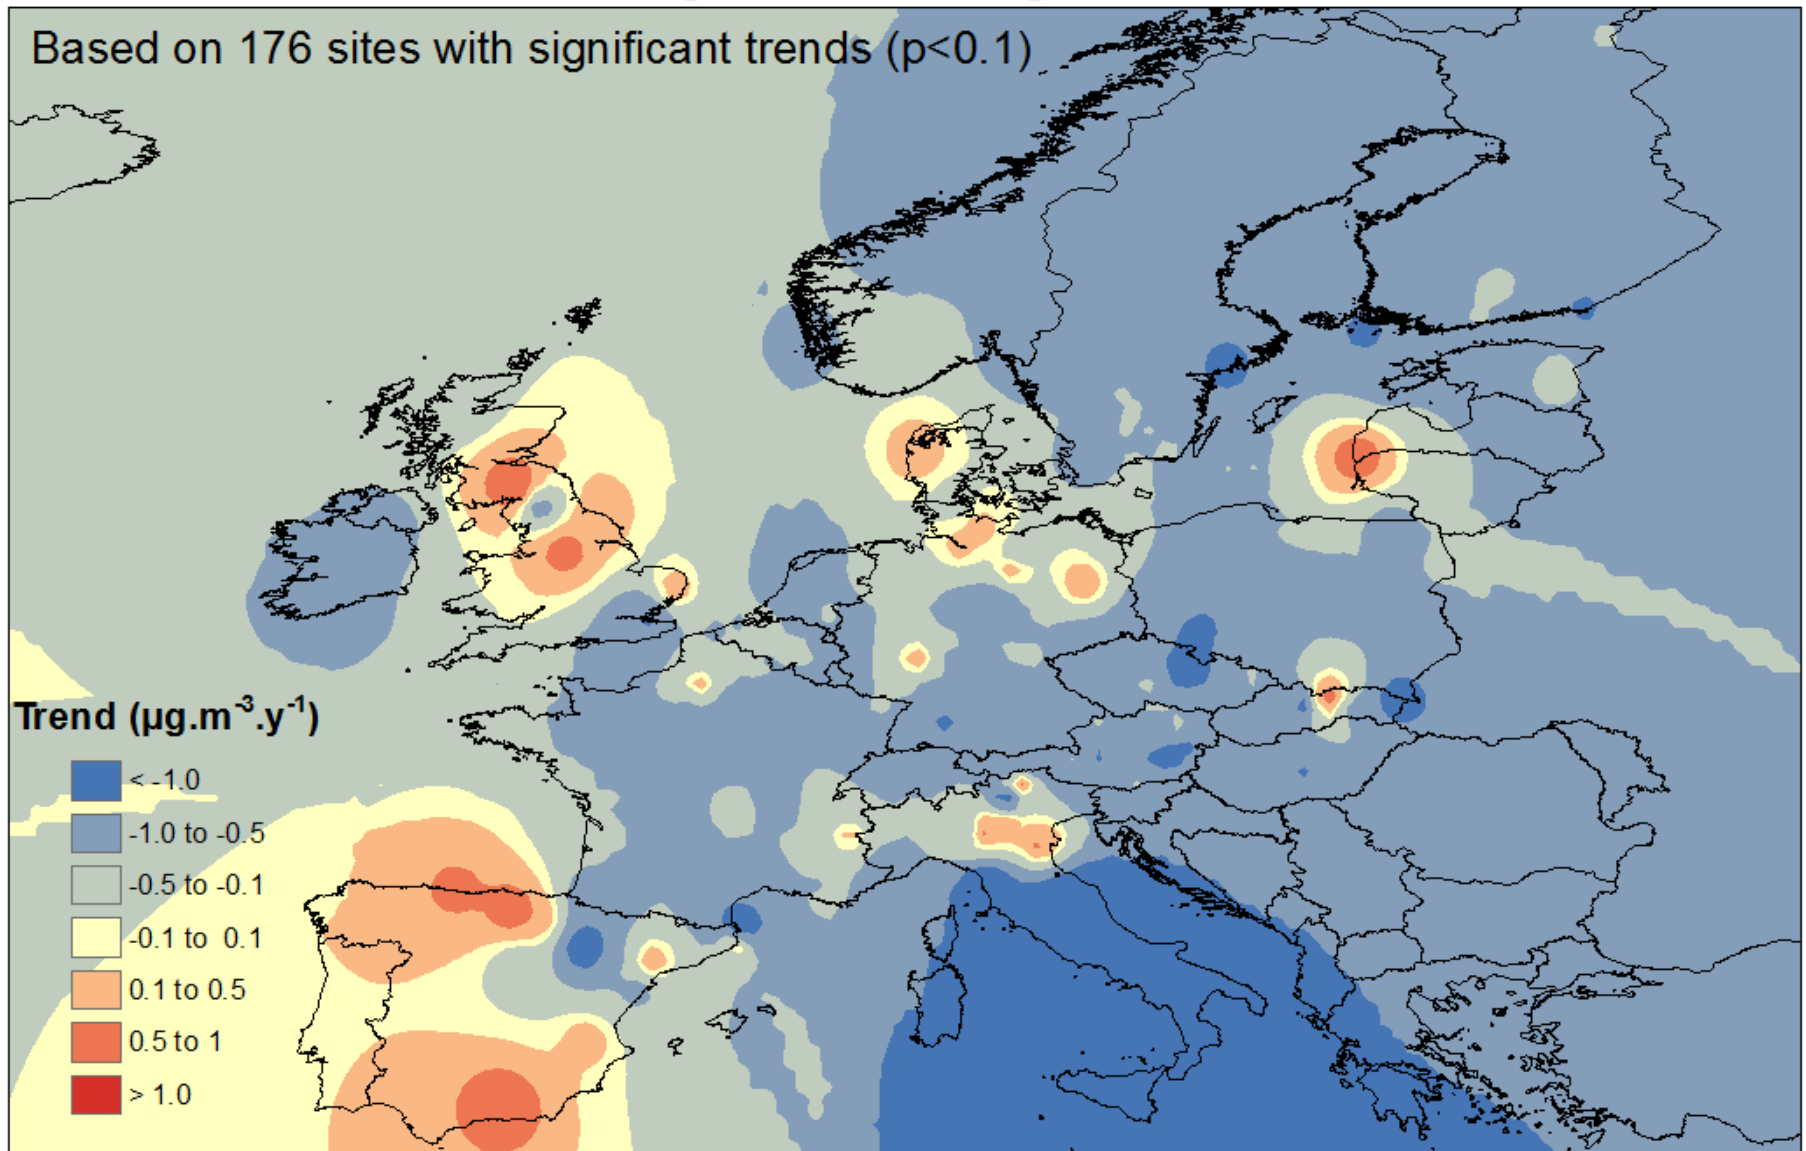 Based on 176 sites with significant trends (p<0.1)
Trend (µg.m⁻³.y⁻¹)
< -1.0
-1.0 to -0.5
-0.5 to -0.1
-0.1 to 0.1
0.1 to 0.5
0.5 to 1
> 1.0